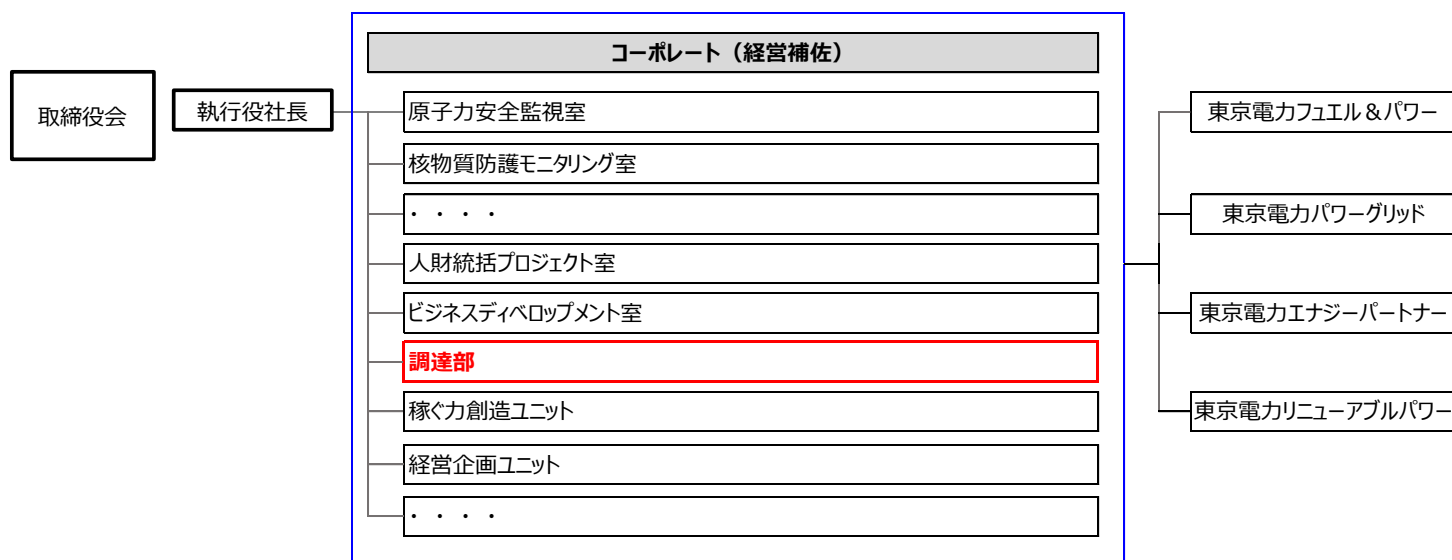 コーポレート（経営補佐）
取締役会
執行役社長
原子力安全監視室
核物質防護モニタリング室
・・・・
人財統括プロジェクト室
ビジネスディベロップメント室
調達部
稼ぐ力創造ユニット
経営企画ユニット
・・・・
東京電力フュエル＆パワー
東京電力パワーグリッド
東京電力エナジーパートナー
東京電力リニューアブルパワー